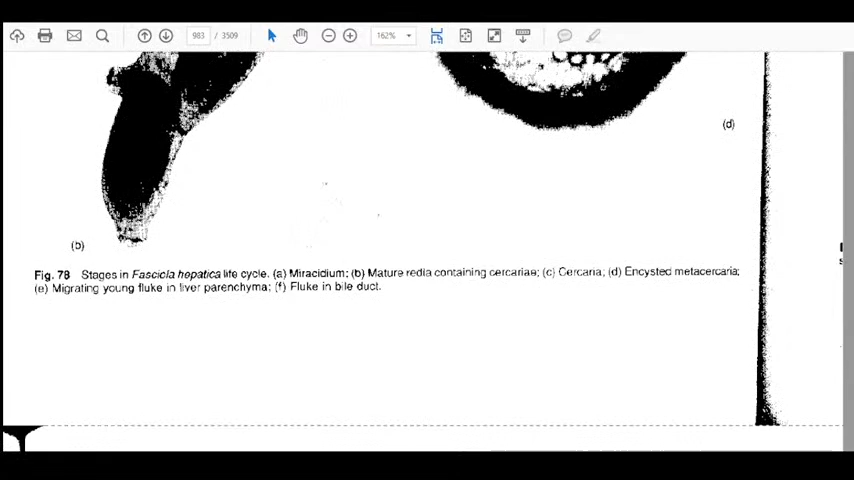 983 / 3509 162%
(d)
(b)
Fig. 78 Stages in Fasciola hepatica life cycle. (a) Miracidium; (b) Mature redia containing cercariae; (c) Cercaria; (d) Encysted metacercaria;
(e) Migrating young fluke in liver parenchyma; (f) Fluke in bile duct.